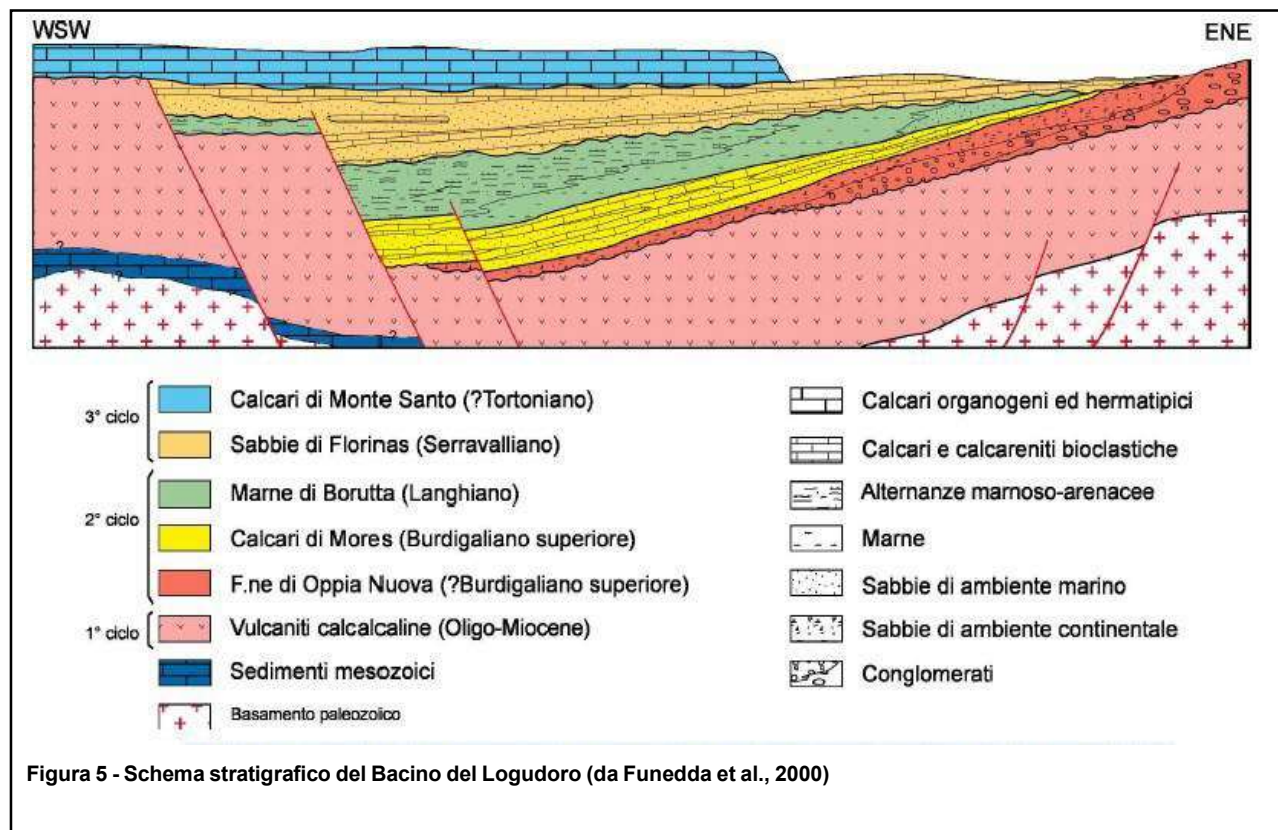 WSW
ENE
?
?
?
3° ciclo
Calcari di Monte Santo (?Tortoniano)
Sabbie di Florinas (Serravalliano)
2° ciclo
Marne di Borutta (Langhiano)
Calcari di Mores (Burdigaliano superiore)
F.ne di Oppia Nuova (?Burdigaliano superiore)
1° ciclo
Vulcaniti calcalcaline (Oligo-Miocene)
Sedimenti mesozoici
Basamento paleozolico
Calcari organogeni ed hermatipici
Calcari e calcareniti bioclastiche
Alternanze marnoso-arenacee
Marne
Sabbie di ambiente marino
Sabbie di ambiente continentale
Conglomerati
Figura 5 - Schema stratigrafico del Bacino del Logudoro (da Funedda et al., 2000)